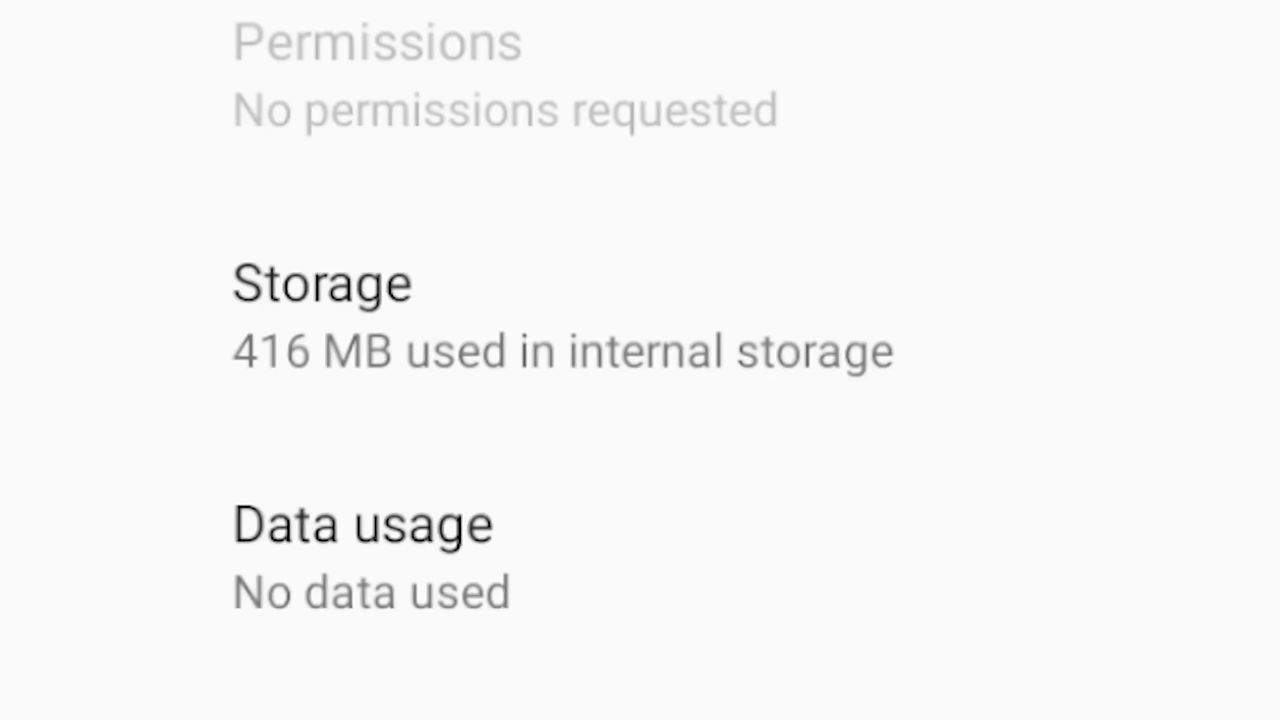 Permissions
No permissions requested
Storage
416 MB used in internal storage
Data usage
No data used